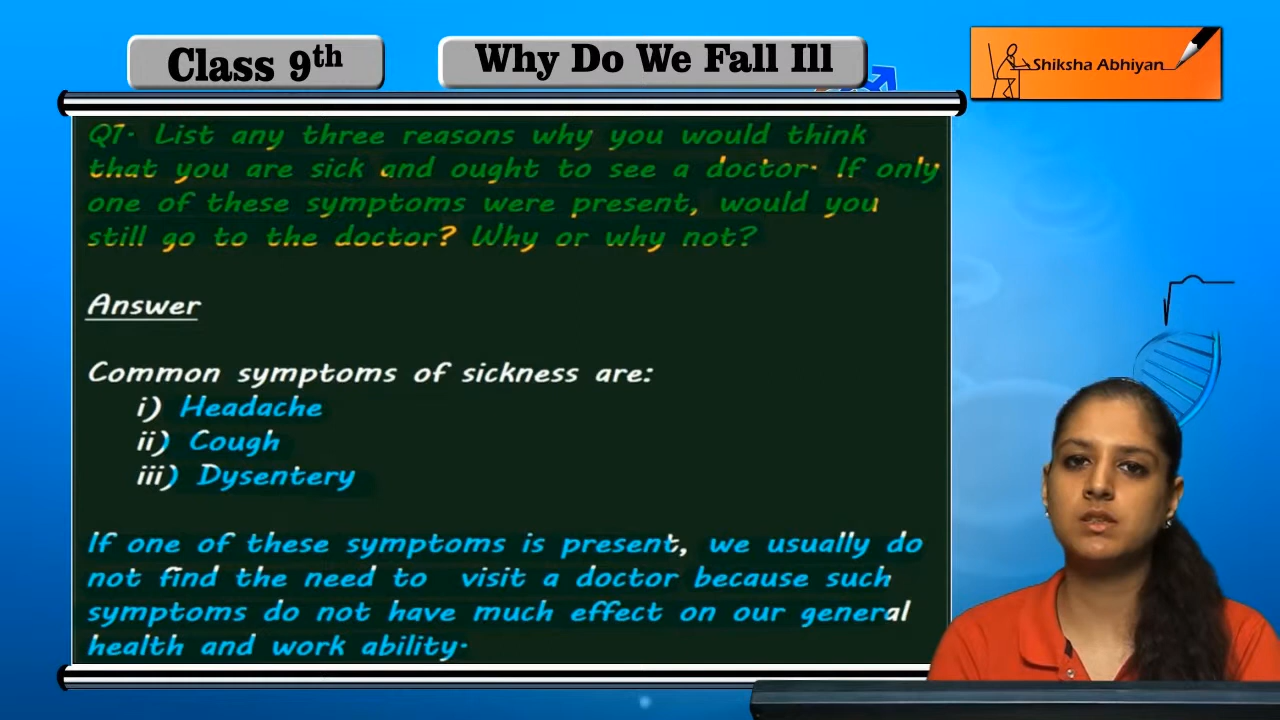 Class 9th
Why Do We Fall Ill
Shiksha Abhiyan
Q1. List any three reasons why you would think
that you are sick and ought to see a doctor. If only
one of these symptoms were present, would you
still go to the doctor? Why or why not?
Answer
Common symptoms of sickness are:
i) Headache
ii) Cough
iii) Dysentery
If one of these symptoms is present, we usually do
not find the need to visit a doctor because such
symptoms do not have much effect on our general
health and work ability.